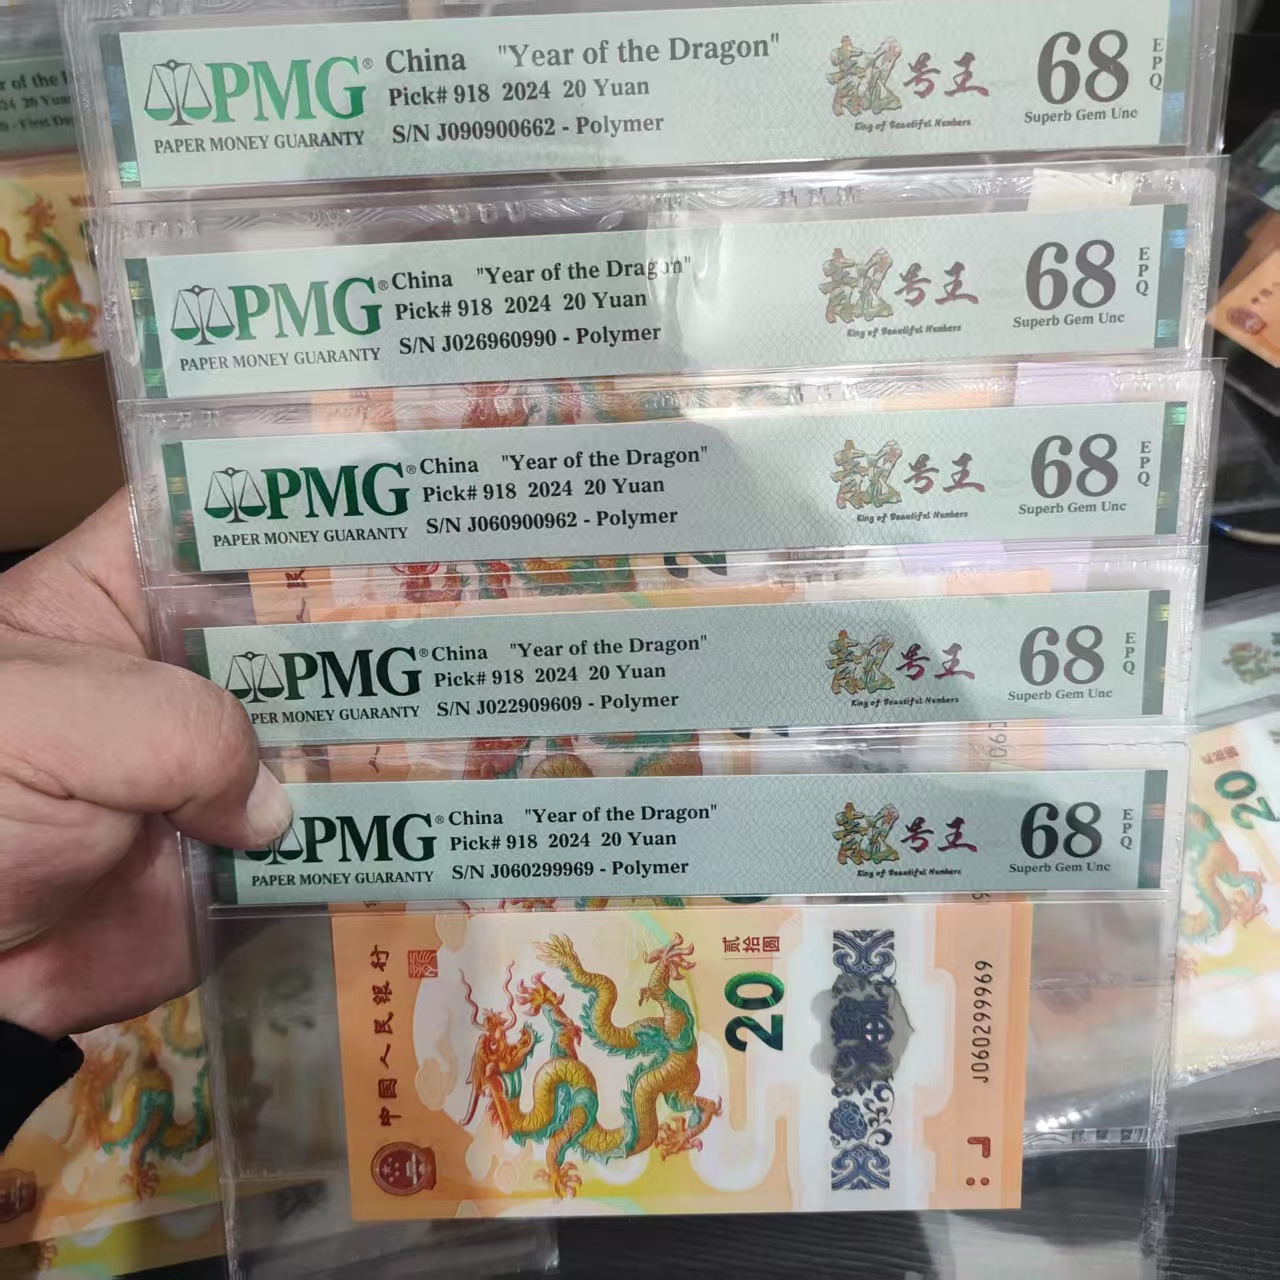 PMG® China "Year of the Dragon" 靓号王 68 EPQ
Pick# 918 2024 20 Yuan King of Beautiful Numbers Superb Gem Unc
PAPER MONEY GUARANTY S/N J090900662 - Polymer
PMG® China "Year of the Dragon" 靓号王 68 EPQ
Pick# 918 2024 20 Yuan King of Beautiful Numbers Superb Gem Unc
PAPER MONEY GUARANTY S/N J026960990 - Polymer
PMG® China "Year of the Dragon" 靓号王 68 EPQ
Pick# 918 2024 20 Yuan King of Beautiful Numbers Superb Gem Unc
PAPER MONEY GUARANTY S/N J060900962 - Polymer
PMG® China "Year of the Dragon" 靓号王 68 EPQ
Pick# 918 2024 20 Yuan King of Beautiful Numbers Superb Gem Unc
PER MONEY GUARANTY S/N J022909609 - Polymer
PMG® China "Year of the Dragon" 靓号王 68 EPQ
Pick# 918 2024 20 Yuan King of Beautiful Numbers Superb Gem Unc
PAPER MONEY GUARANTY S/N J060299969 - Polymer
中国人民银行
贰拾圆
20
J060299969
20